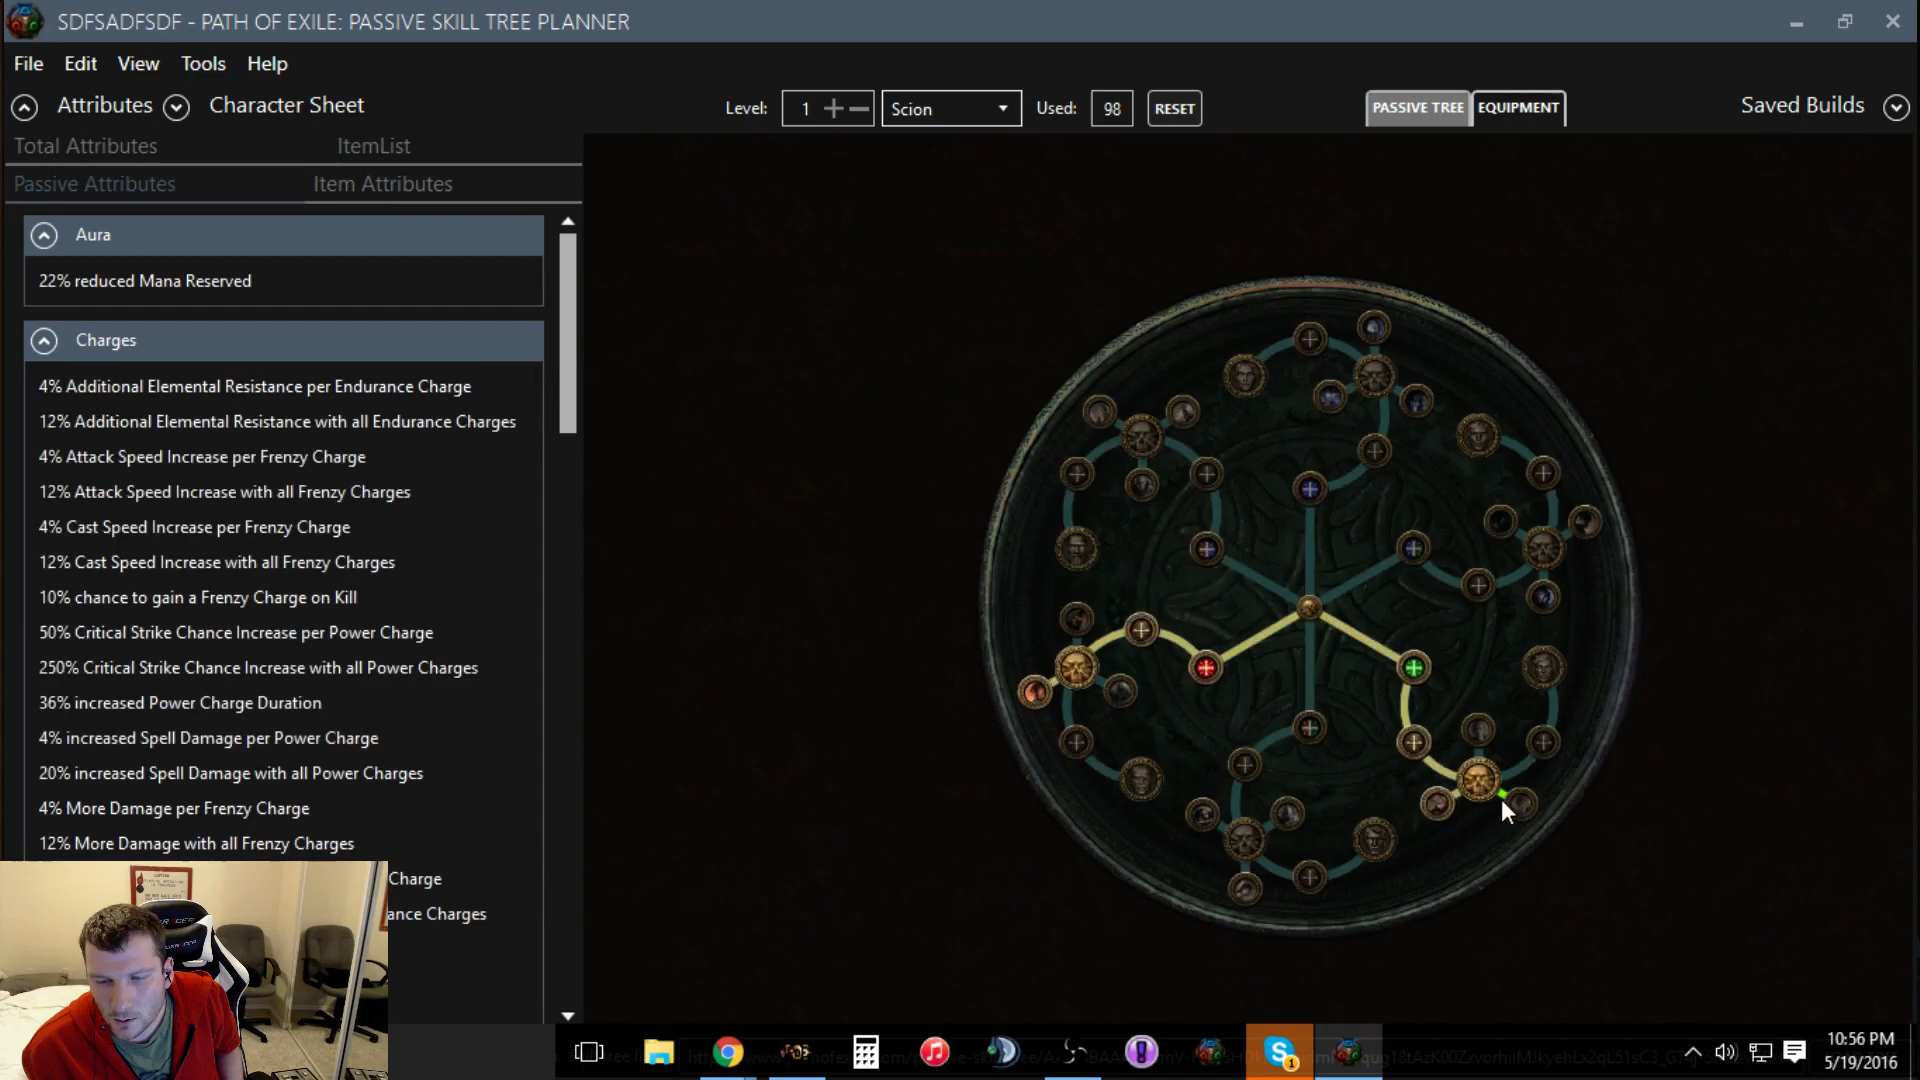 SDFSADFSDF - PATH OF EXILE: PASSIVE SKILL TREE PLANNER
File Edit View Tools Help
Attributes Character Sheet Level: 1 Scion Used: 98 RESET PASSIVE TREE EQUIPMENT Saved Builds
Total Attributes ItemList
Passive Attributes Item Attributes
Aura
22% reduced Mana Reserved
Charges
4% Additional Elemental Resistance per Endurance Charge
12% Additional Elemental Resistance with all Endurance Charges
4% Attack Speed Increase per Frenzy Charge
12% Attack Speed Increase with all Frenzy Charges
4% Cast Speed Increase per Frenzy Charge
12% Cast Speed Increase with all Frenzy Charges
10% chance to gain a Frenzy Charge on Kill
50% Critical Strike Chance Increase per Power Charge
250% Critical Strike Chance Increase with all Power Charges
36% increased Power Charge Duration
4% increased Spell Damage per Power Charge
20% increased Spell Damage with all Power Charges
4% More Damage per Frenzy Charge
12% More Damage with all Frenzy Charges
Charge
ance Charges
1
10:56 PM
5/19/2016